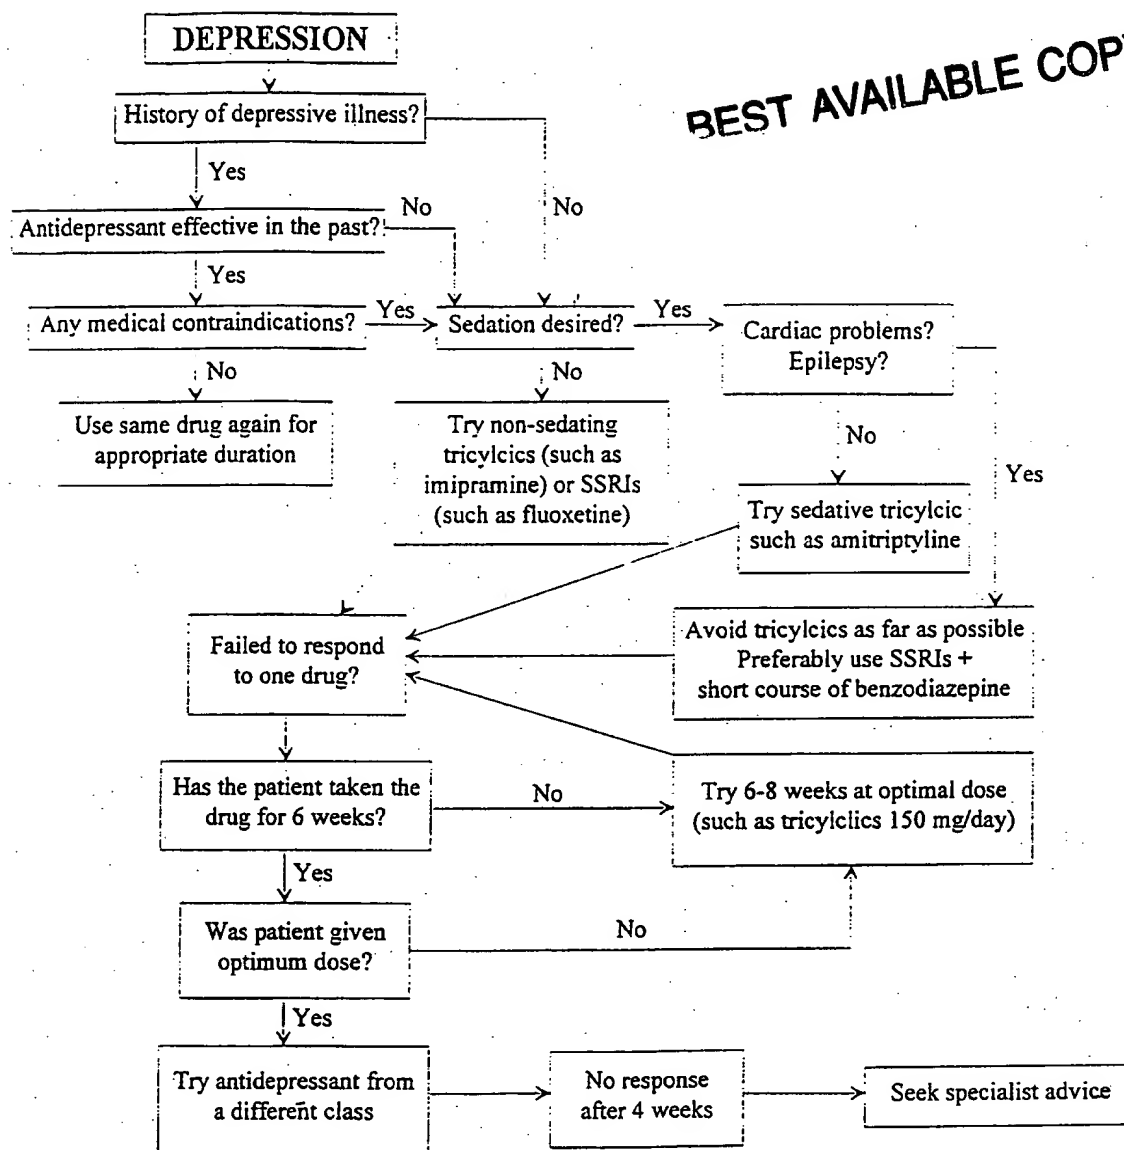 DEPRESSION
BEST AVAILABLE COP
History of depressive illness?
Yes
No
No
Antidepressant effective in the past?
Yes
Any medical contraindications?
Yes
Sedation desired?
Yes
Cardiac problems?
Epilepsy?
No
No
No
Yes
Use same drug again for
appropriate duration
Try non-sedating
tricylcics (such as
imipramine) or SSRIs
(such as fluoxetine)
Try sedative tricylcic
such as amitriptyline
Failed to respond
to one drug?
Avoid tricylcics as far as possible
Preferably use SSRIs +
short course of benzodiazepine
Has the patient taken the
drug for 6 weeks?
No
Try 6-8 weeks at optimal dose
(such as tricylclics 150 mg/day)
Yes
Was patient given
optimum dose?
No
Yes
Try antidepressant from
a different class
No response
after 4 weeks
Seek specialist advice